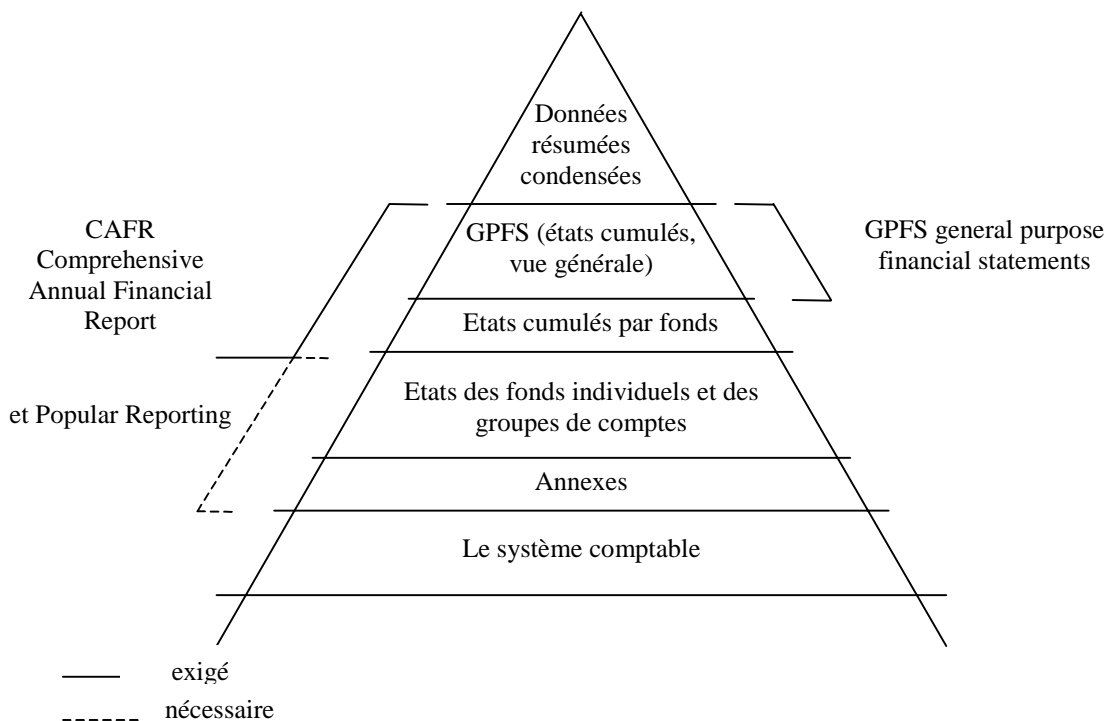 Données
résumées
condensées
CAFR
Comprehensive
Annual Financial
Report
GPFS (états cumulés,
vue générale)
GPFS general purpose
financial statements
Etats cumulés par fonds
et Popular Reporting
Etats des fonds individuels et des
groupes de comptes
Annexes
Le système comptable
exigé
nécessaire